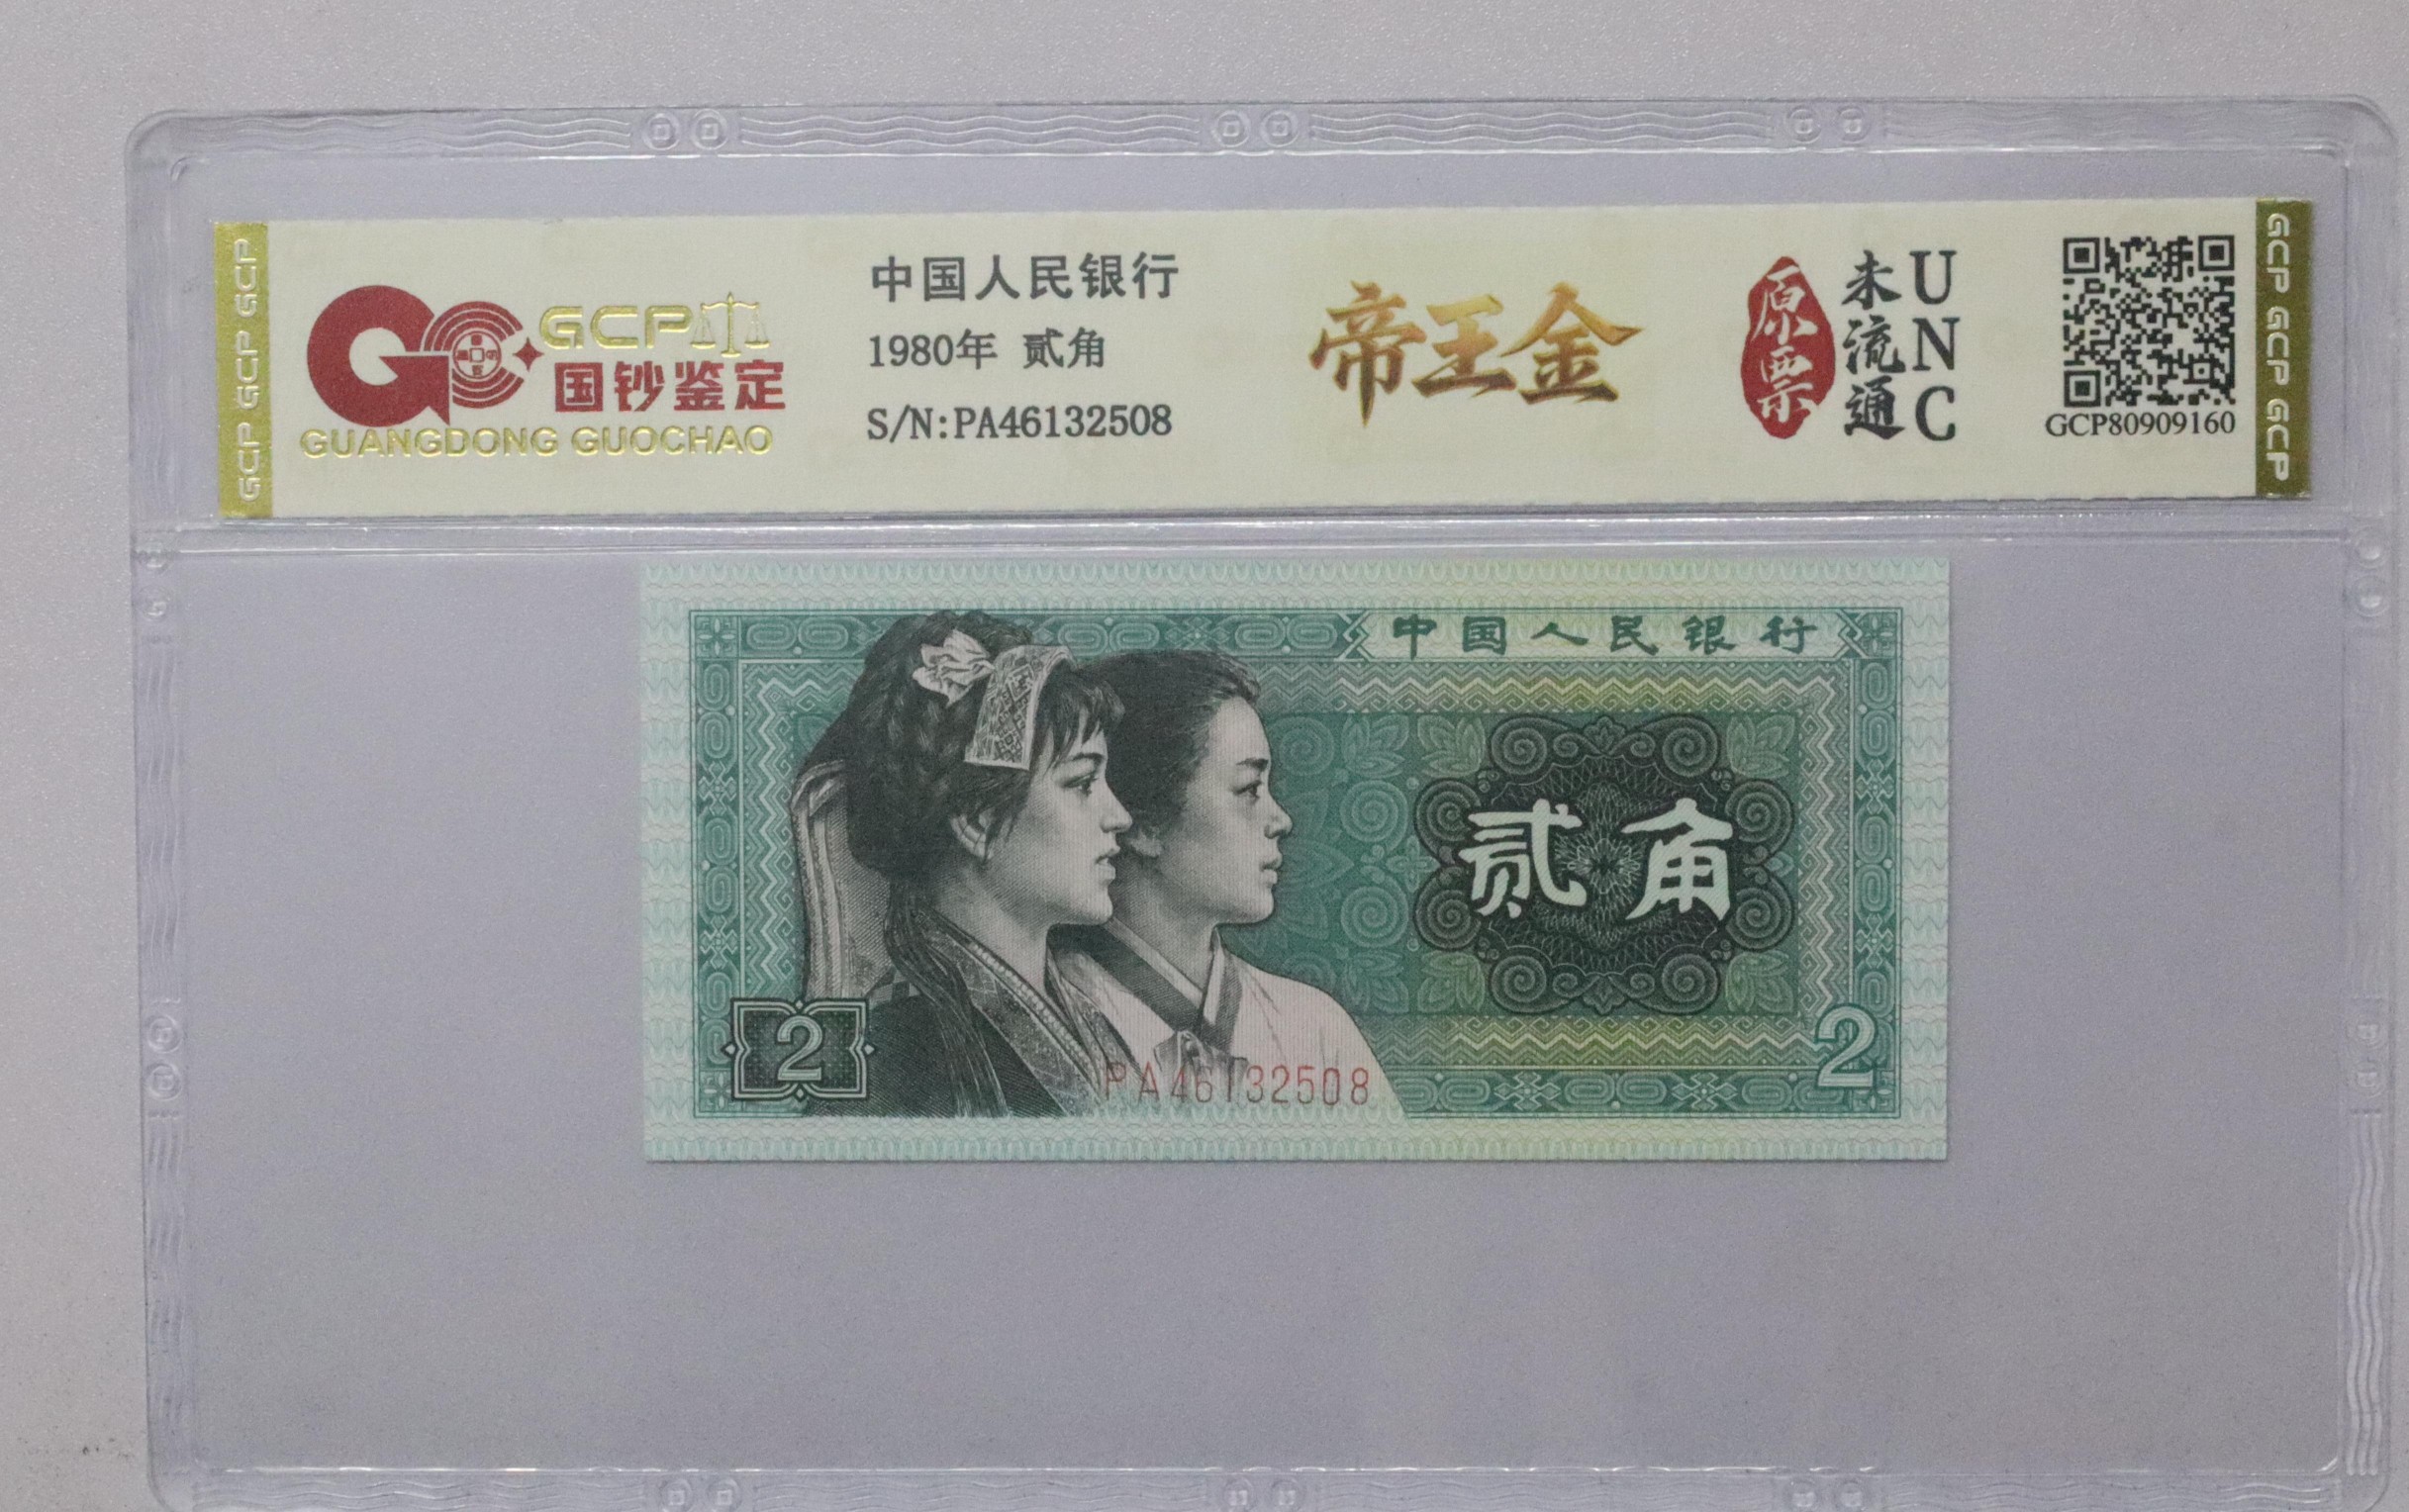 GCP GCP GCP
GCP
国钞鉴定
GUANGDONG GUOCHAO
中国人民银行
1980年 贰角
S/N:PA46132508
帝王金
原票
未流通
UNC
GCP80909160
GCP GCP GCP
中国人民银行
贰角
2
PA46132508
2